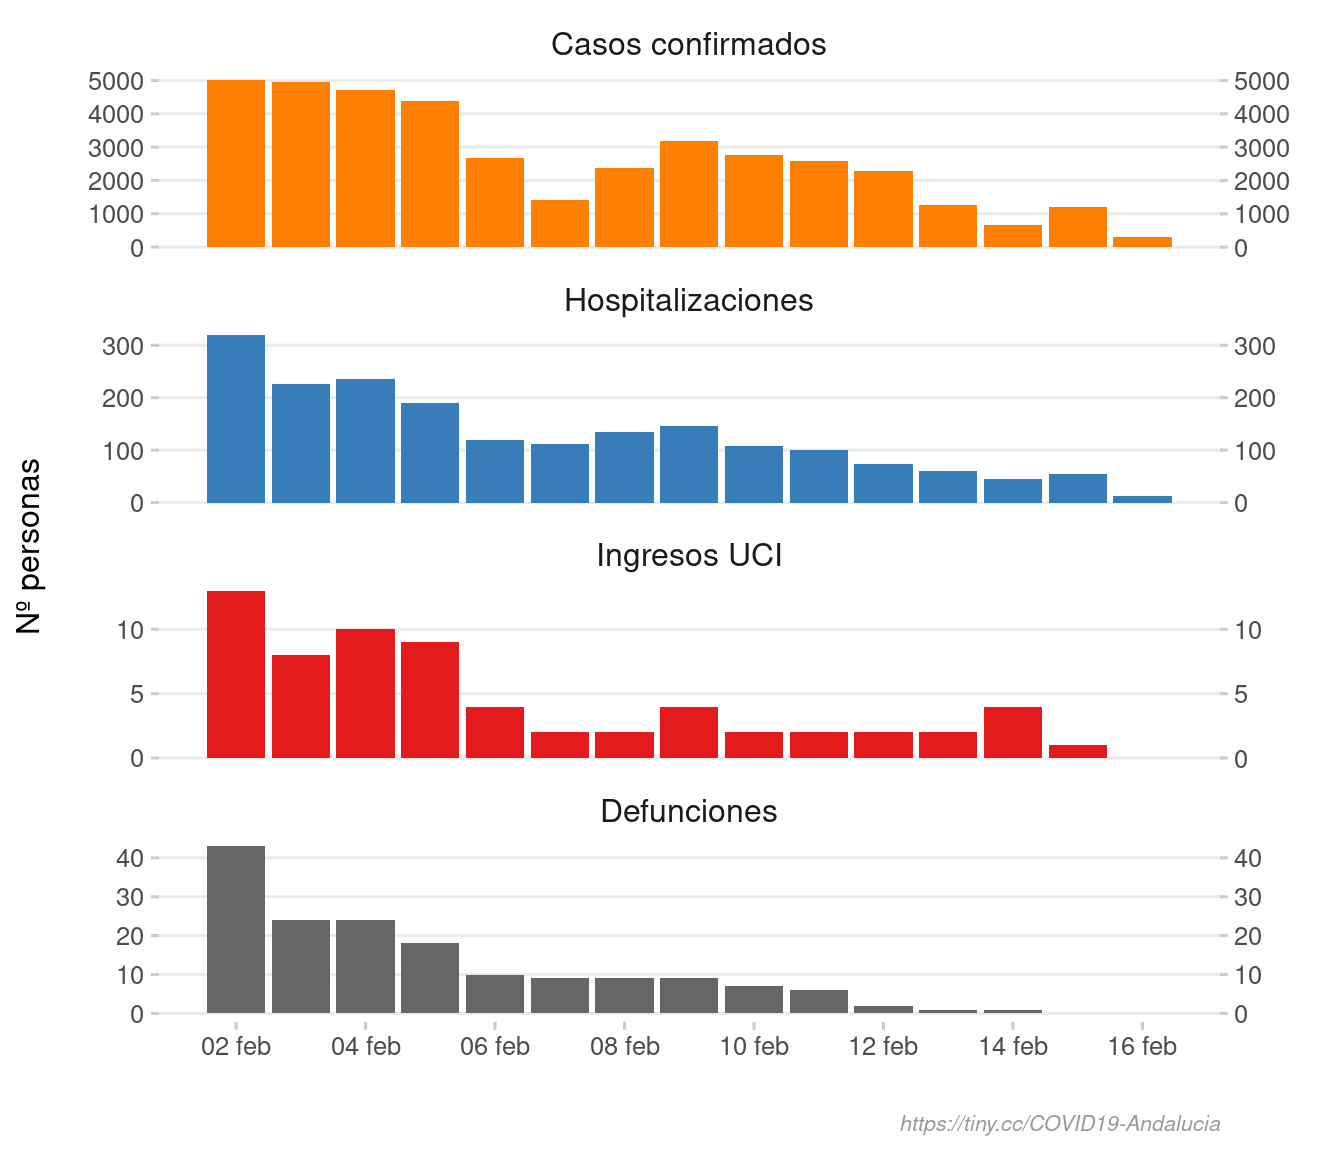 Casos confirmados
5000 5000
4000 4000
3000 3000
2000 2000
1000 1000
0 0
Hospitalizaciones
300 300
200 200
100 100
0 0
Nº personas
Ingresos UCI
10 10
5 5
0 0
Defunciones
40 40
30 30
20 20
10 10
0 0
02 feb 04 feb 06 feb 08 feb 10 feb 12 feb 14 feb 16 feb
https://tiny.cc/COVID19-Andalucia